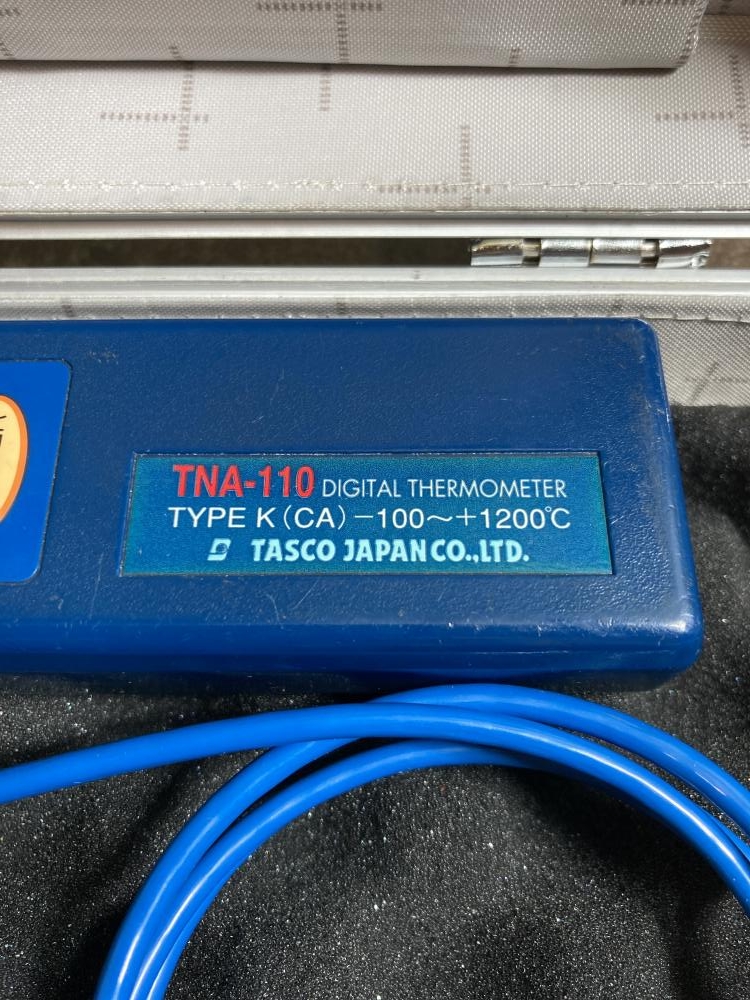 TNA-110 DIGITAL THERMOMETER
TYPE K (CA) −100～+1200℃
TASCO JAPAN CO.,LTD.